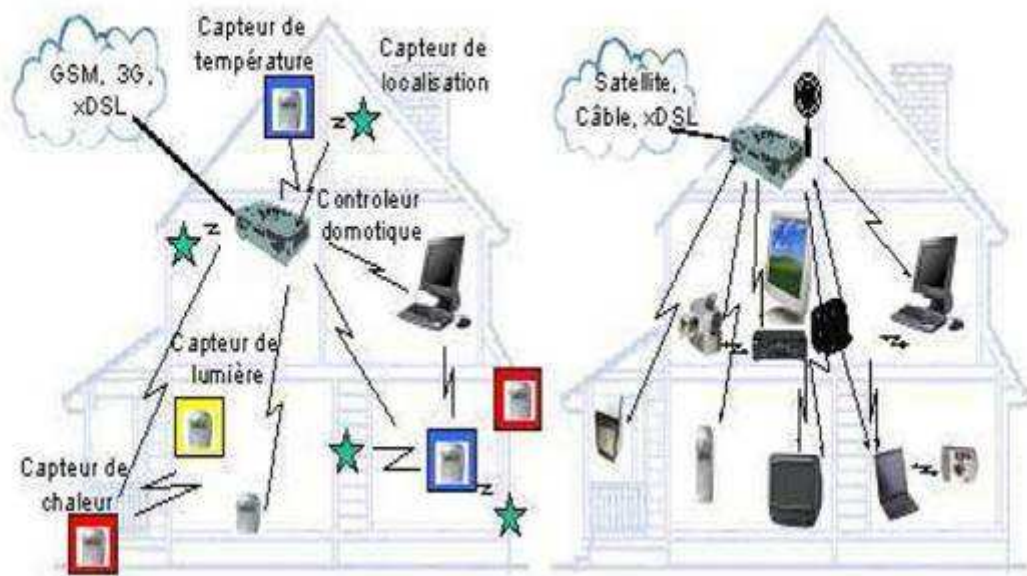 Capteur de
température
Capteur de
localisation
GSM, 3G,
xDSL
Controleur
domotique
Capteur de
lumière
Capteur de
chaleur
Satellite,
Câble, xDSL